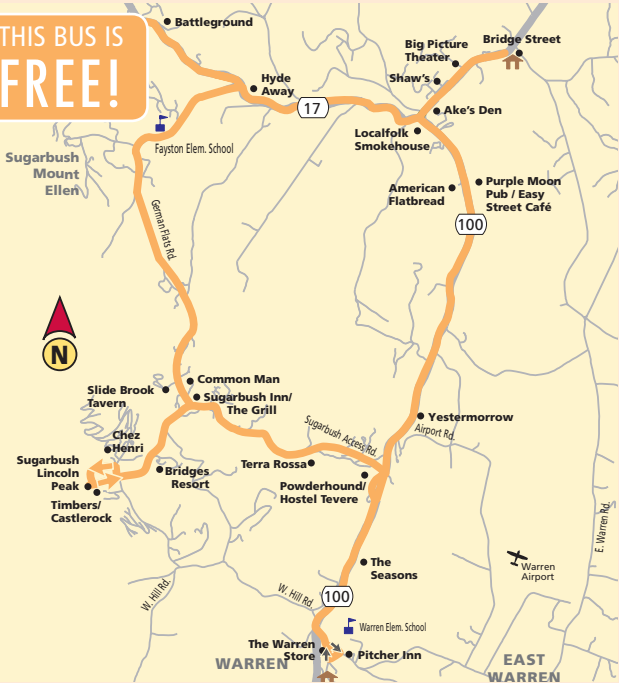 THIS BUS IS
FREE!
Battleground
Bridge Street
Big Picture
Theater
Shaw's
Hyde
Away
17
Ake's Den
Localfolk
Smokehouse
Fayston Elem. School
Sugarbush
Mount
Ellen
American
Flatbread
Purple Moon
Pub / Easy
Street Café
100
German Flats Rd.
N
Common Man
Slide Brook
Tavern
Sugarbush Inn/
The Grill
Yestermorrow
Airport Rd.
Sugarbush Access Rd.
Chez
Henri
Sugarbush
Lincoln
Peak
Bridges
Resort
Terra Rossa
Powderhound/
Hostel Tevere
Timbers/
Castlerock
E. Warren Rd.
The
Seasons
Warren
Airport
W. Hill Rd.
W. Hill Rd.
100
Warren Elem. School
The Warren
Store
Pitcher Inn
WARREN
EAST
WARREN